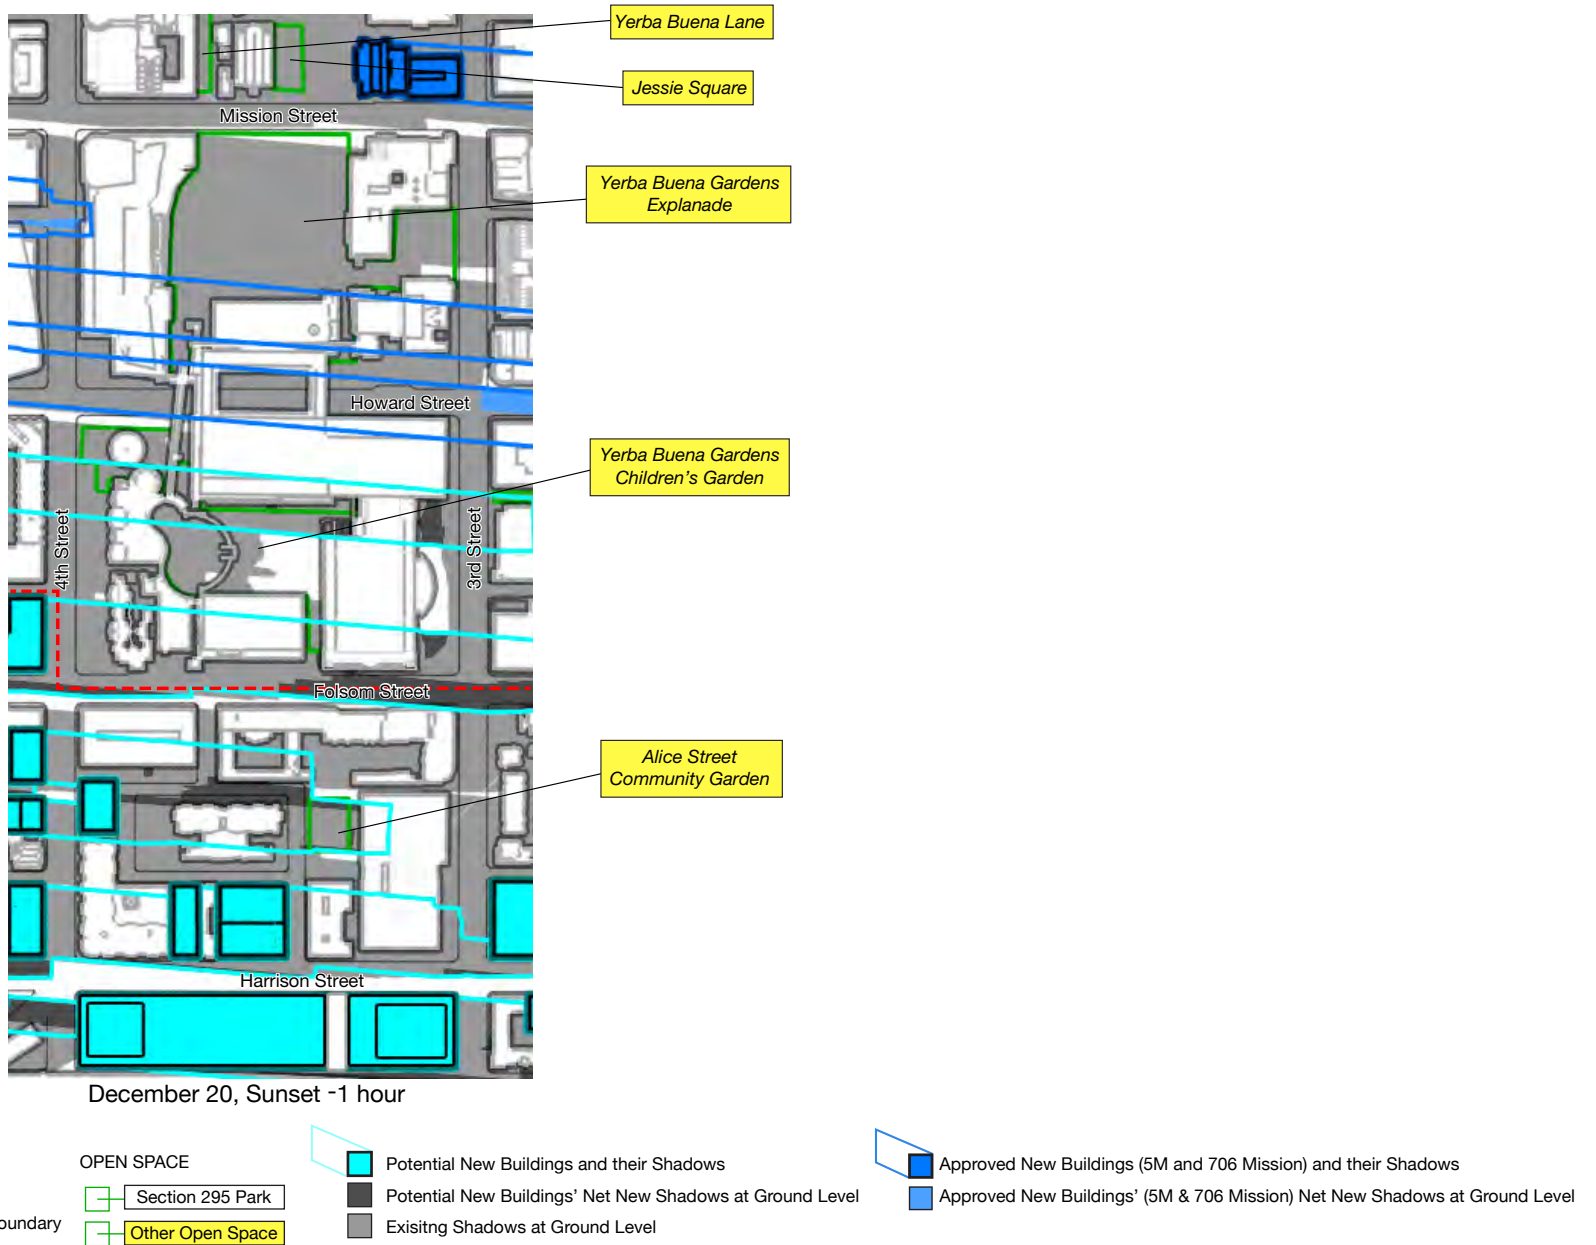 Yerba Buena Lane
Jessie Square
Mission Street
Yerba Buena Gardens
Explanade
Howard Street
Yerba Buena Gardens
Children's Garden
4th Street
3rd Street
Folsom Street
Alice Street
Community Garden
Harrison Street
December 20, Sunset -1 hour
OPEN SPACE
Section 295 Park
oundary
Other Open Space
Potential New Buildings and their Shadows
Potential New Buildings' Net New Shadows at Ground Level
Exisitng Shadows at Ground Level
Approved New Buildings (5M and 706 Mission) and their Shadows
Approved New Buildings' (5M & 706 Mission) Net New Shadows at Ground Level